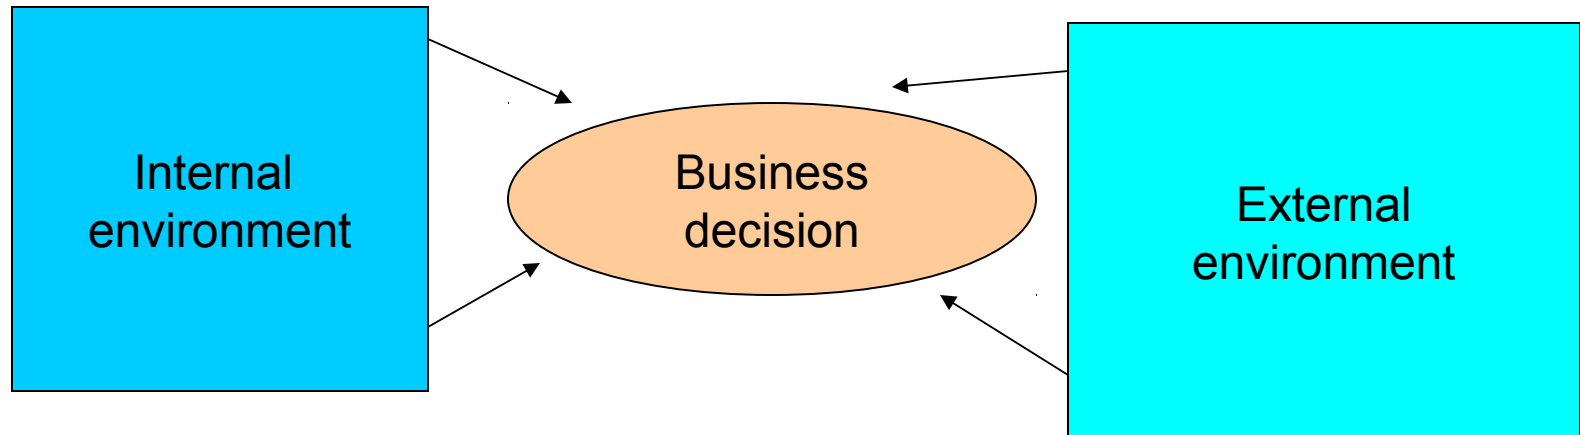 Internal
environment
Business
decision
External
environment